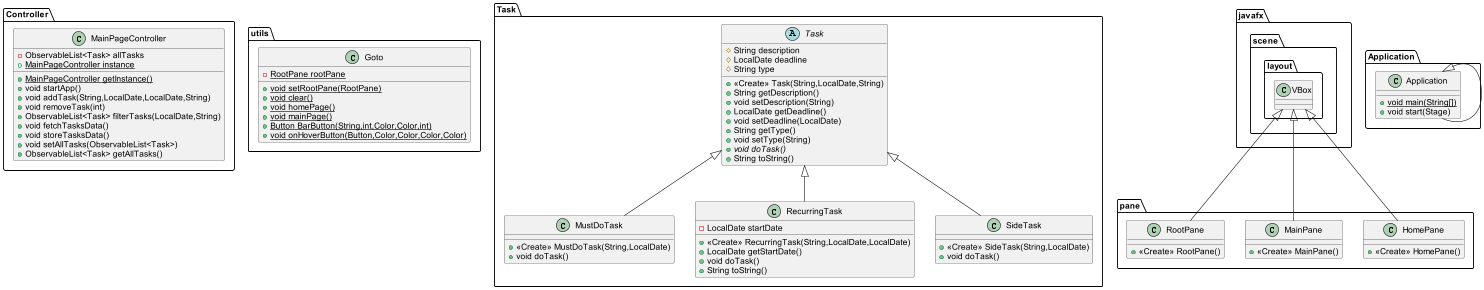 Controller
C MainPageController
ObservableList<Task> allTasks
MainPageController instance
MainPageController getInstance()
void startApp()
void addTask(String,LocalDate,LocalDate,String)
void removeTask(int)
ObservableList<Task> filterTasks(LocalDate,String)
void fetchTasksData()
void storeTasksData()
void setAllTasks(ObservableList<Task>)
ObservableList<Task> getAllTasks()
utils
C Goto
RootPane rootPane
void setRootPane(RootPane)
void clear()
void homePage()
void mainPage()
Button BarButton(String,int,Color,Color,int)
void onHoverButton(Button,Color,Color,Color,Color)
Task
A Task
String description
LocalDate deadline
String type
«Create» Task(String,LocalDate,String)
String getDescription()
void setDescription(String)
LocalDate getDeadline()
void setDeadline(LocalDate)
String getType()
void setType(String)
void doTask()
String toString()
C MustDoTask
«Create» MustDoTask(String,LocalDate)
void doTask()
C RecurringTask
LocalDate startDate
«Create» RecurringTask(String,LocalDate,LocalDate)
LocalDate getStartDate()
void doTask()
String toString()
C SideTask
«Create» SideTask(String,LocalDate)
void doTask()
javafx
scene
layout
C VBox
Application
C Application
void main(String[])
void start(Stage)
pane
C RootPane
«Create» RootPane()
C MainPane
«Create» MainPane()
C HomePane
«Create» HomePane()